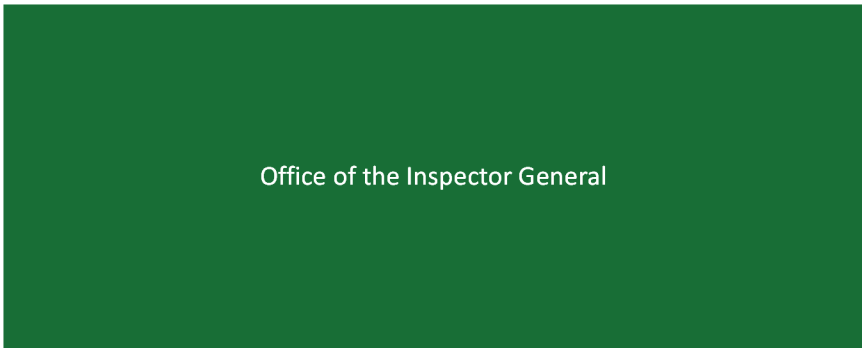 Office of the Inspector General